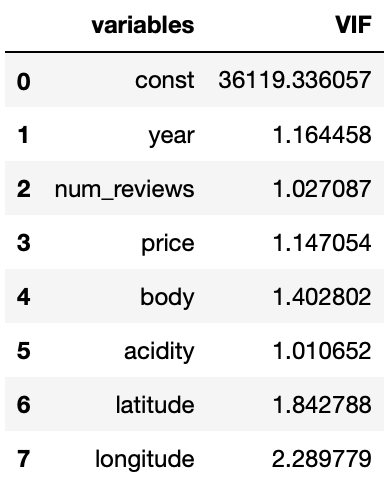 variables VIF
0 const 36119.336057
1 year 1.164458
2 num_reviews 1.027087
3 price 1.147054
4 body 1.402802
5 acidity 1.010652
6 latitude 1.842788
7 longitude 2.289779